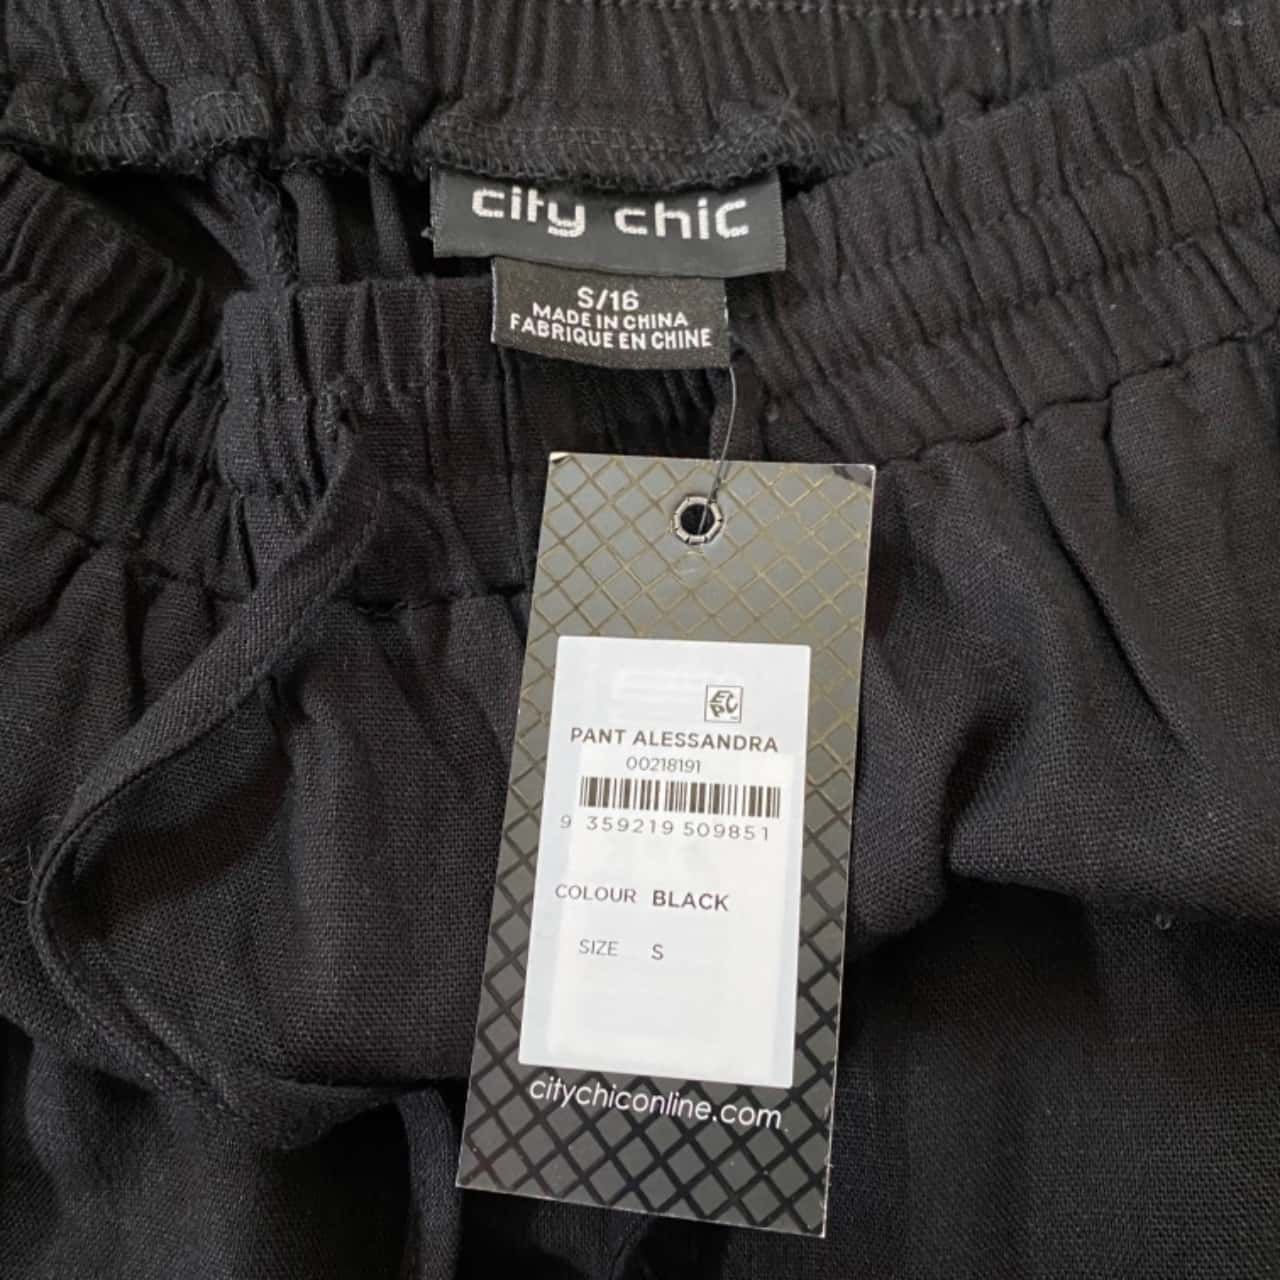 city chic
S/16
MADE IN CHINA
FABRIQUE EN CHINE
ECPC
PANT ALESSANDRA
00218191
9 359219 509851
COLOUR BLACK
SIZE S
citychiconline.com